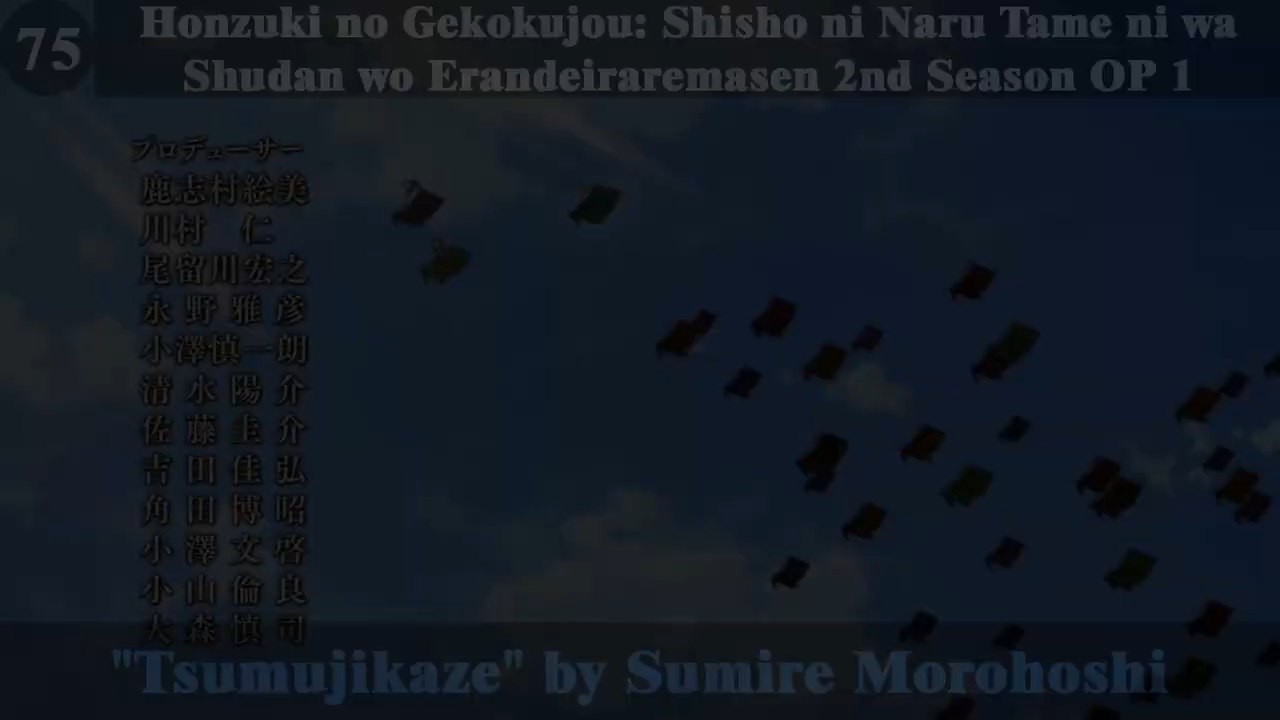 75
Honzuki no Gekokujou: Shisho ni Naru Tame ni wa
Shudan wo Erandeiraremasen 2nd Season OP 1
プロデューサー
鹿志村絵美
川村 仁
尾留川宏之
永野雅彦
小澤慎一朗
清水陽介
佐藤圭介
吉田佳弘
角田博昭
小澤文啓
小山倫良
大森慎司
"Tsumujikaze" by Sumire Morohoshi